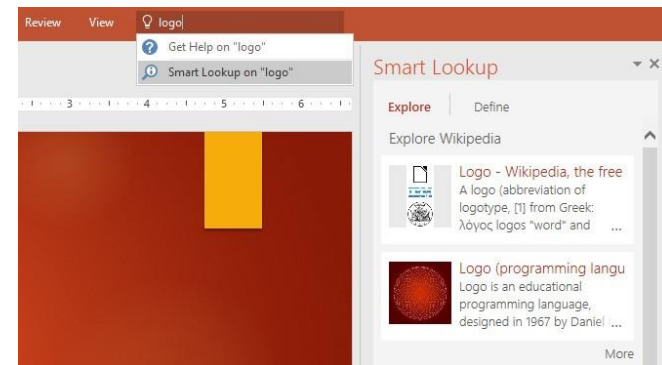 Review View logo
Get Help on "logo"
Smart Lookup on "logo"
3 4 5 6
Smart Lookup
Explore Define
Explore Wikipedia
Logo - Wikipedia, the free
A logo (abbreviation of
logotype, [1] from Greek:
λόγος logos "word" and ...
Logo (programming langu
Logo is an educational
programming language,
designed in 1967 by Daniel ...
More